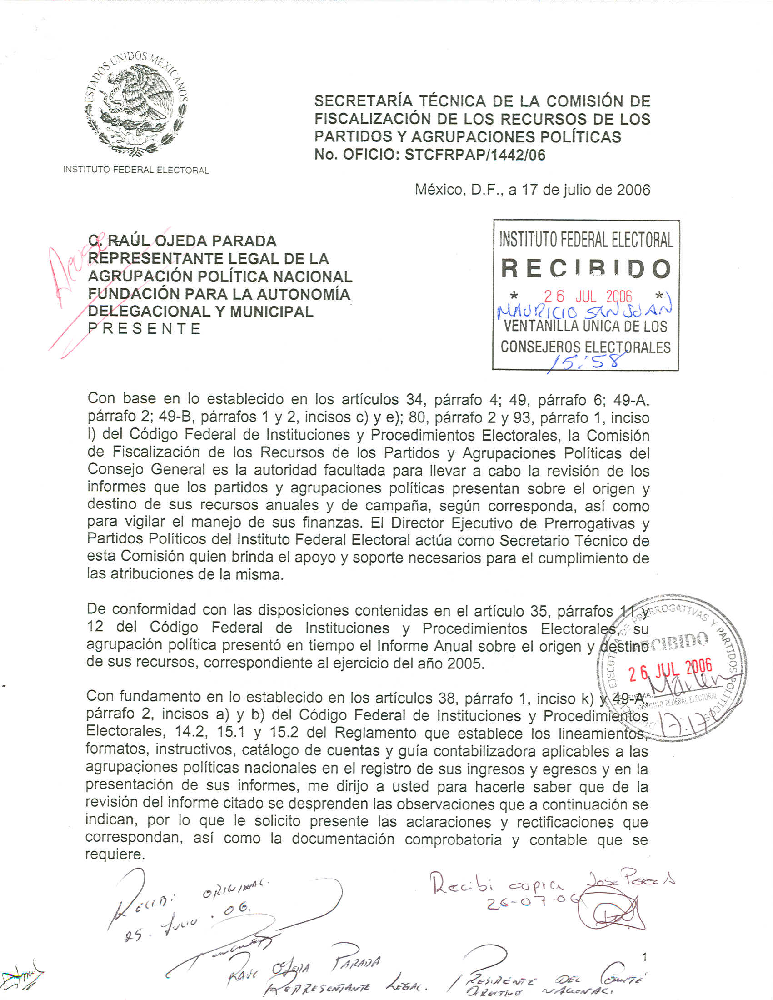 ESTADOS UNIDOS MEXICANOS
INSTITUTO FEDERAL ELECTORAL
SECRETARÍA TÉCNICA DE LA COMISIÓN DE
FISCALIZACIÓN DE LOS RECURSOS DE LOS
PARTIDOS Y AGRUPACIONES POLÍTICAS
No. OFICIO: STCFRPAP/1442/06
México, D.F., a 17 de julio de 2006
Acuse
C. RAÚL OJEDA PARADA
REPRESENTANTE LEGAL DE LA
AGRUPACIÓN POLÍTICA NACIONAL
FUNDACIÓN PARA LA AUTONOMÍA
DELEGACIONAL Y MUNICIPAL
P R E S E N T E
INSTITUTO FEDERAL ELECTORAL
RECIBIDO
* 26 JUL 2006 *
MAURICIO SAN JUAN
VENTANILLA UNICA DE LOS
CONSEJEROS ELECTORALES
15:58
Con base en lo establecido en los artículos 34, párrafo 4; 49, párrafo 6; 49-A,
párrafo 2; 49-B, párrafos 1 y 2, incisos c) y e); 80, párrafo 2 y 93, párrafo 1, inciso
l) del Código Federal de Instituciones y Procedimientos Electorales, la Comisión
de Fiscalización de los Recursos de los Partidos y Agrupaciones Políticas del
Consejo General es la autoridad facultada para llevar a cabo la revisión de los
informes que los partidos y agrupaciones políticas presentan sobre el origen y
destino de sus recursos anuales y de campaña, según corresponda, así como
para vigilar el manejo de sus finanzas. El Director Ejecutivo de Prerrogativas y
Partidos Políticos del Instituto Federal Electoral actúa como Secretario Técnico de
esta Comisión quien brinda el apoyo y soporte necesarios para el cumplimiento de
las atribuciones de la misma.
De conformidad con las disposiciones contenidas en el artículo 35, párrafos 11 y
12 del Código Federal de Instituciones y Procedimientos Electorales, su
agrupación política presentó en tiempo el Informe Anual sobre el origen y destino
de sus recursos, correspondiente al ejercicio del año 2005.
EJECUTIVA DE PRERROGATIVAS Y PARTIDOS POLITICOS
RECIBIDO
26 JUL 2006
Marlen
FIRMA.
INSTITUTO FEDERAL ELECTORAL
Con fundamento en lo establecido en los artículos 38, párrafo 1, inciso k) y 49-A,
párrafo 2, incisos a) y b) del Código Federal de Instituciones y Procedimientos
Electorales, 14.2, 15.1 y 15.2 del Reglamento que establece los lineamientos,
formatos, instructivos, catálogo de cuentas y guía contabilizadora aplicables a las
agrupaciones políticas nacionales en el registro de sus ingresos y egresos y en la
presentación de sus informes, me dirijo a usted para hacerle saber que de la
revisión del informe citado se desprenden las observaciones que a continuación se
indican, por lo que le solicito presente las aclaraciones y rectificaciones que
correspondan, así como la documentación comprobatoria y contable que se
requiere.
RECIBI ORIGINAL.
25. JULIO . 06.
Recibi copia Jose Perez A
26-07-06
RAUL OJEDA PARADA
REPRESENTANTE LEGAL. / PRESIDENTE DEL COMITÉ
DIRECTIVO NACIONAL.
1